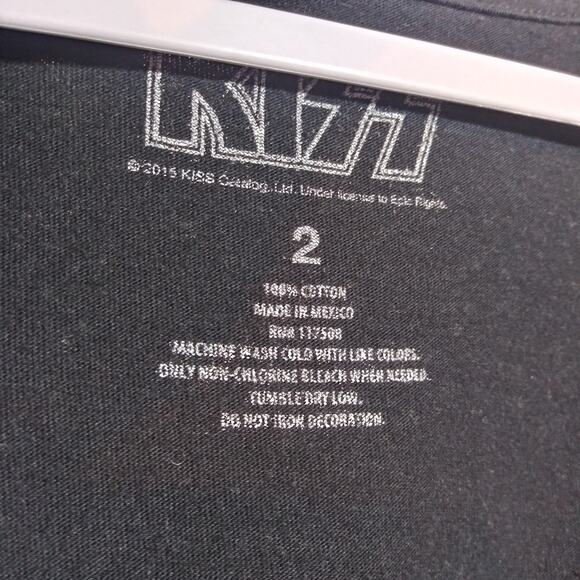 KISS
© 2015 KISS Catalog, Ltd. Under license to Epic Rights.
2
100% COTTON
MADE IN MEXICO
RN# 117508
MACHINE WASH COLD WITH LIKE COLORS.
ONLY NON-CHLORINE BLEACH WHEN NEEDED.
TUMBLE DRY LOW.
DO NOT IRON DECORATION.